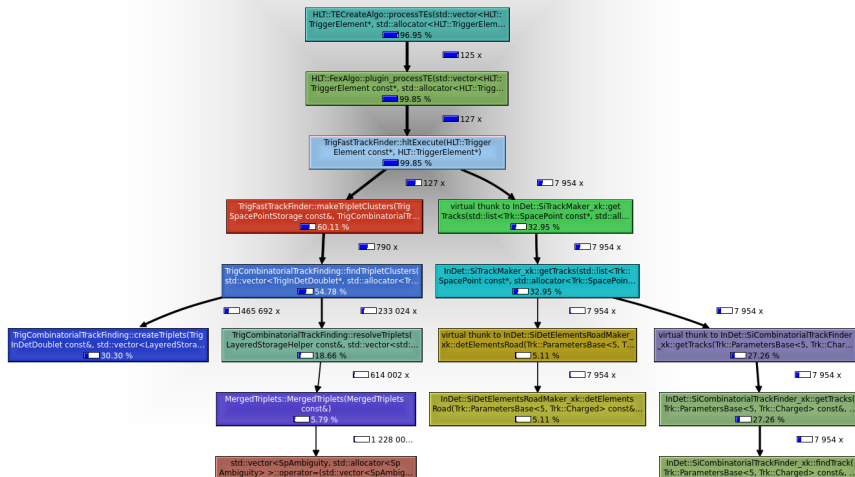 HLT::TECreateAlgo::processTEs(std::vector<HLT::
TriggerElement*, std::allocator<HLT::TriggerElem...
96.95 %
125 x
HLT::FexAlgo::plugin_processTE(std::vector<HLT::
TriggerElement const*, std::allocator<HLT::Trigg...
99.85 %
127 x
TrigFastTrackFinder::hltExecute(HLT::Trigger
Element const*, HLT::TriggerElement*)
99.85 %
127 x
7 954 x
TrigFastTrackFinder::makeTripletClusters(Trig
SpacePointStorage const&, TrigCombinatorialTr...
60.11 %
virtual thunk to InDet::SiTrackMaker_xk::get
Tracks(std::list<Trk::SpacePoint const*, std::all...
32.95 %
790 x
7 954 x
TrigCombinatorialTrackFinding::findTripletClusters(
std::vector<TrigInDetDoublet*, std::allocator<Tr...
54.78 %
InDet::SiTrackMaker_xk::getTracks(std::list<Trk::
SpacePoint const*, std::allocator<Trk::SpacePoin...
32.95 %
465 692 x
233 024 x
7 954 x
7 954 x
TrigCombinatorialTrackFinding::createTriplets(Trig
InDetDoublet const&, std::vector<LayeredStora...
30.30 %
TrigCombinatorialTrackFinding::resolveTriplets(
LayeredStorageHelper const&, std::vector<std:...
18.66 %
virtual thunk to InDet::SiDetElementsRoadMaker_
xk::detElementsRoad(Trk::ParametersBase<5, T...
5.11 %
virtual thunk to InDet::SiCombinatorialTrackFinder
_xk::getTracks(Trk::ParametersBase<5, Trk::Char...
27.26 %
614 002 x
7 954 x
7 954 x
MergedTriplets::MergedTriplets(MergedTriplets
const&)
5.79 %
InDet::SiDetElementsRoadMaker_xk::detElements
Road(Trk::ParametersBase<5, Trk::Charged> const&...
5.11 %
InDet::SiCombinatorialTrackFinder_xk::getTracks(
Trk::ParametersBase<5, Trk::Charged> const&, ...
27.26 %
1 228 00...
7 954 x
std::vector<SpAmbiguity, std::allocator<Sp
Ambiguity> >::operator=(std::vector<SpAmbig...
InDet::SiCombinatorialTrackFinder_xk::findTrack(
Trk::ParametersBase<5, Trk::Charged> const&, ...